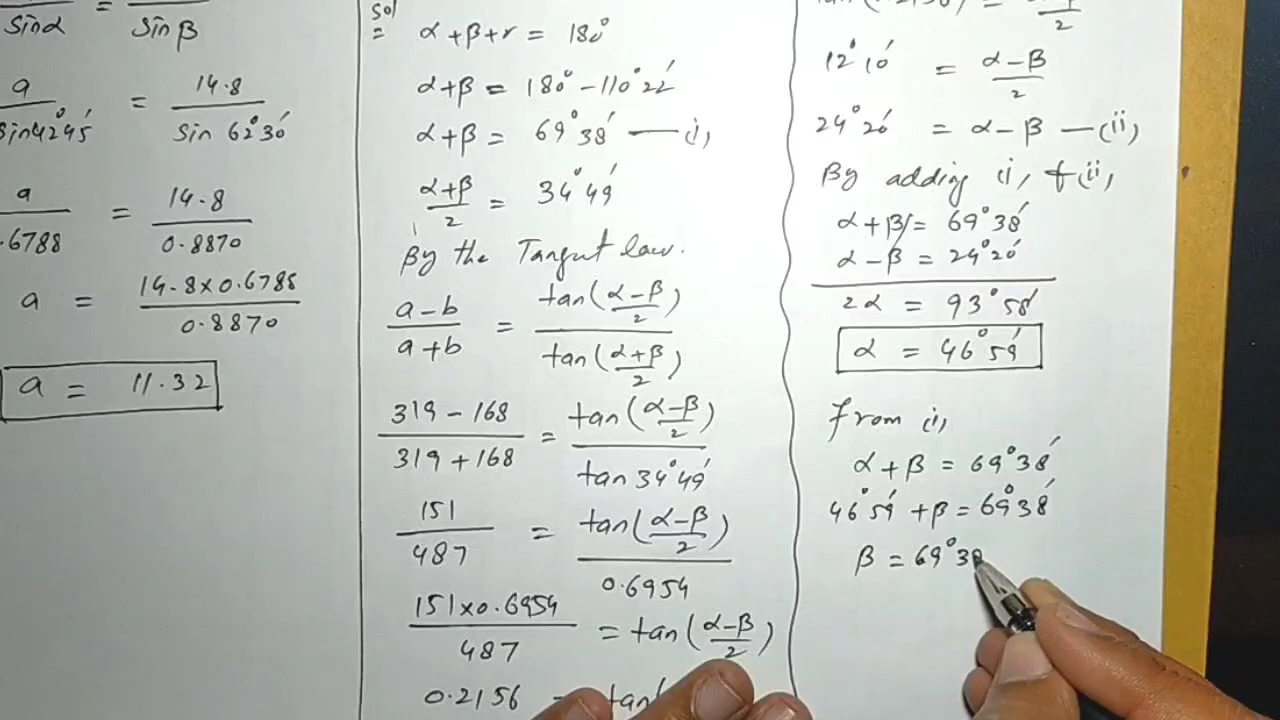 /sinα = /sinβ
a/sin42°45′ = 14.8/sin 62°30′
a/.6788 = 14.8/0.8870
a = 14.8×0.6788/0.8870
a = 11.32
Sol
= α+β+r = 180°
α+β = 180° - 110°22′
α+β = 69°38′ — (i)
α+β/2 = 34°49′
By the Tangent law.
a-b/a+b = tan(α-β/2)/tan(α+β/2)
319-168/319+168 = tan(α-β/2)/tan34°49′
151/487 = tan(α-β/2)/0.6954
151×0.6954/487 = tan(α-β/2)
0.2156 = tan
12°10′ = α-β/2
24°20′ = α-β — (ii)
By adding (i) & (ii)
α+β = 69°38′
α-β = 24°20′
2α = 93°58′
α = 46°59′
from (i)
α+β = 69°38′
46°59′ +β = 69°38′
β = 69°38